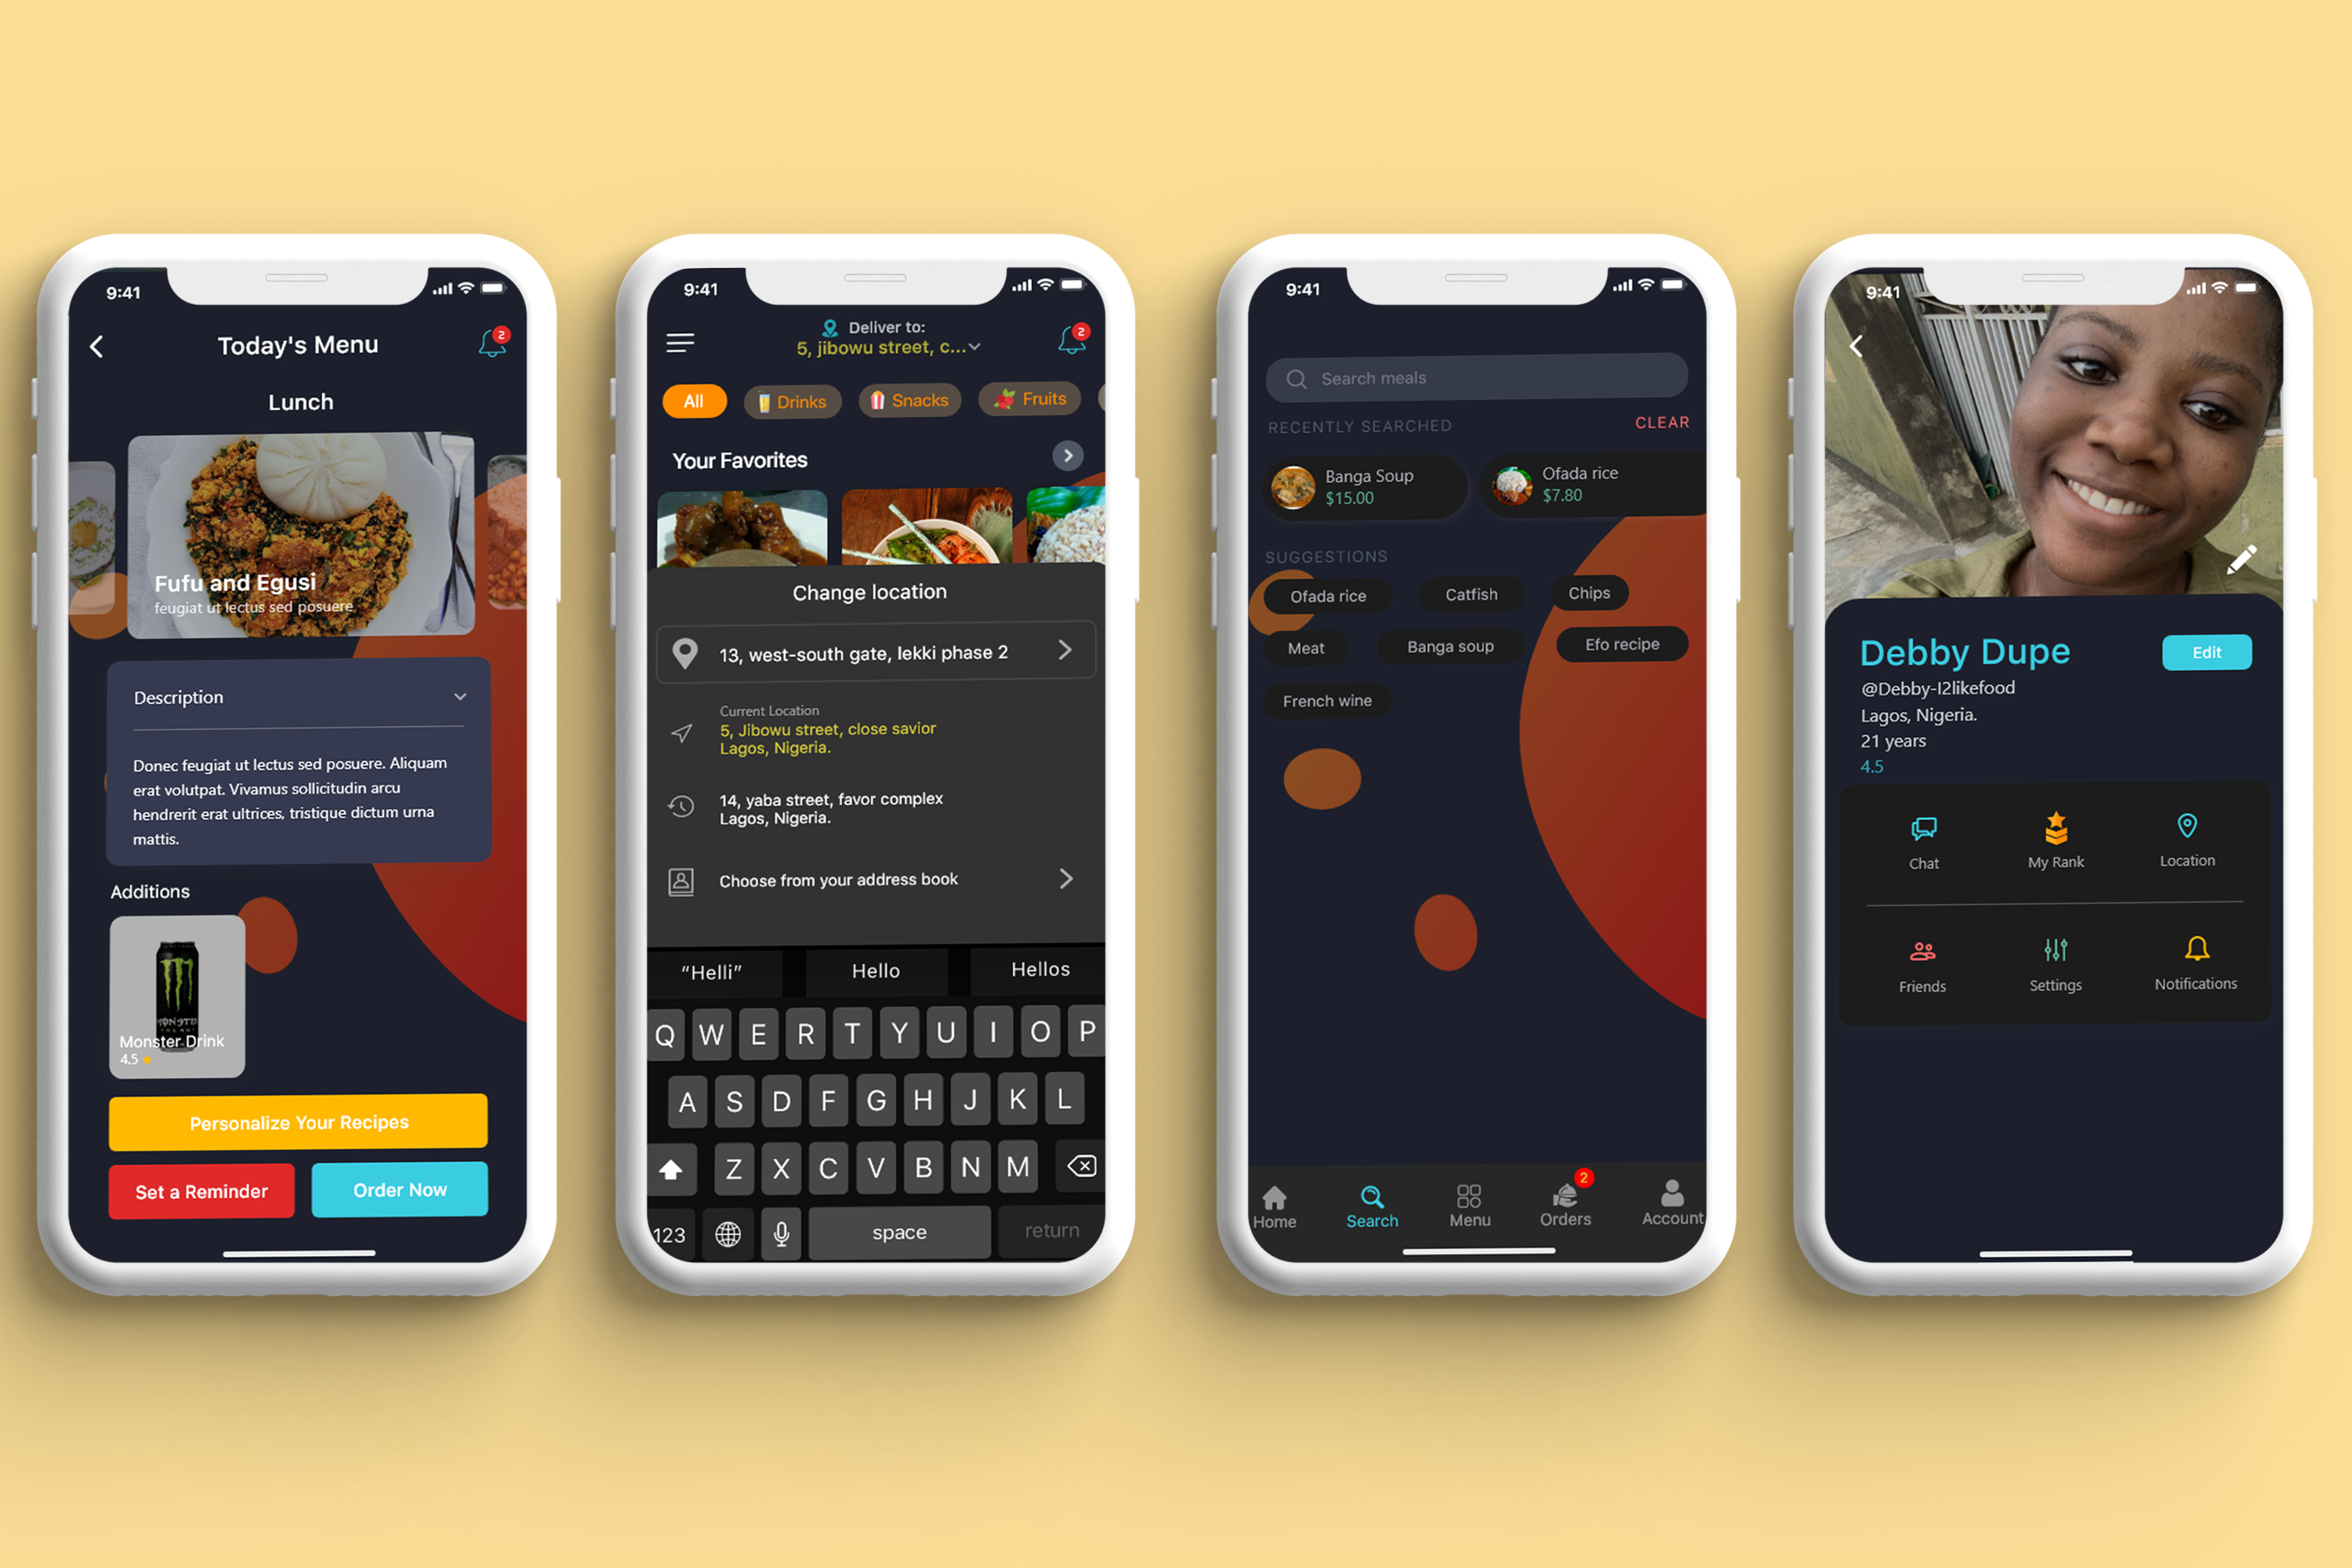 9:41
Today's Menu
2
Lunch
Fufu and Egusi
feugiat ut lectus sed posuere
Description
Donec feugiat ut lectus sed posuere. Aliquam
erat volutpat. Vivamus sollicitudin arcu
hendrerit erat ultrices, tristique dictum urna
mattis.
Additions
Monster Drink
4.5
Personalize Your Recipes
Set a Reminder
Order Now
9:41
Deliver to:
5, jibowu street, c...
2
All
Drinks
Snacks
Fruits
Your Favorites
Change location
13, west-south gate, lekki phase 2
Current Location
5, Jibowu street, close savior
Lagos, Nigeria.
14, yaba street, favor complex
Lagos, Nigeria.
Choose from your address book
“Helli” Hello Hellos
Q W E R T Y U I O P
A S D F G H J K L
Z X C V B N M
123 space return
9:41
Search meals
RECENTLY SEARCHED CLEAR
Banga Soup
$15.00
Ofada rice
$7.80
SUGGESTIONS
Ofada rice Catfish Chips
Meat Banga soup Efo recipe
French wine
2
Home Search Menu Orders Account
9:41
Debby Dupe
Edit
@Debby-I2likefood
Lagos, Nigeria.
21 years
4.5
Chat My Rank Location
Friends Settings Notifications